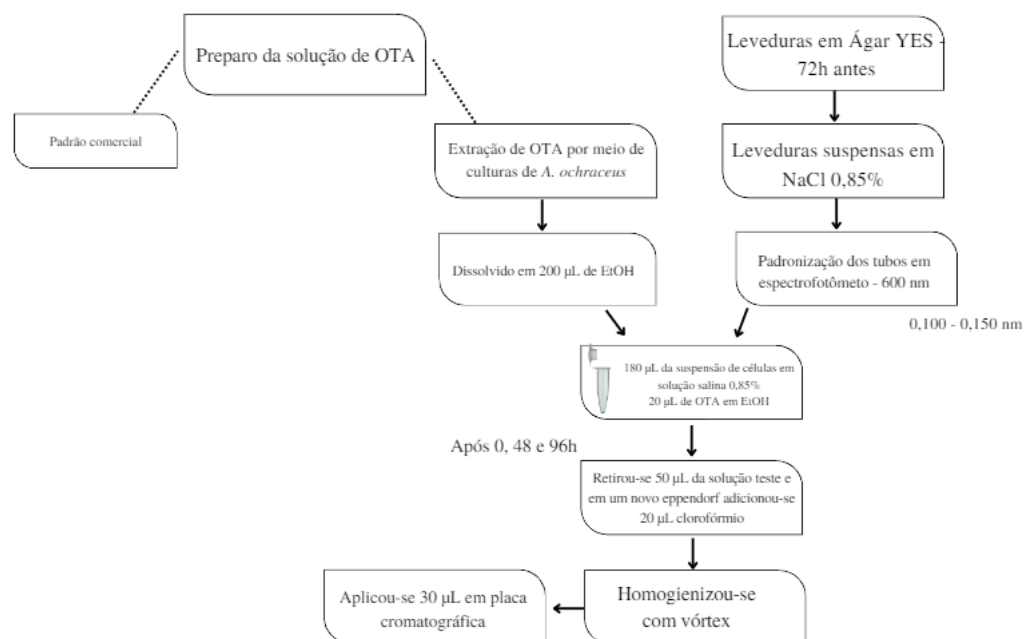 Preparo da solução de OTA
Padrão comercial
Extração de OTA por meio de
culturas de A. ochraceus
Dissolvido em 200 µL de EtOH
Leveduras em Ágar YES -
72h antes
Leveduras suspensas em
NaCl 0,85%
Padronização dos tubos em
espectrofotômeto - 600 nm
0,100 - 0,150 nm
180 µL da suspensão de células em
solução salina 0,85%
20 µL de OTA em EtOH
Após 0, 48 e 96h
Retirou-se 50 µL da solução teste e
em um novo eppendorf adicionou-se
20 µL clorofórmio
Homogienizou-se
com vórtex
Aplicou-se 30 µL em placa
cromatográfica